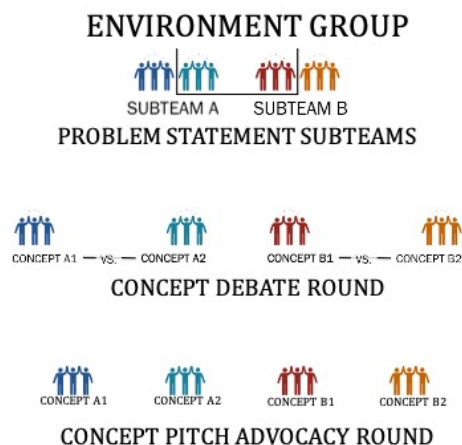 ENVIRONMENT GROUP
SUBTEAM A SUBTEAM B
PROBLEM STATEMENT SUBTEAMS
CONCEPT A1 — VS. — CONCEPT A2 CONCEPT B1 — VS. — CONCEPT B2
CONCEPT DEBATE ROUND
CONCEPT A1 CONCEPT A2 CONCEPT B1 CONCEPT B2
CONCEPT PITCH ADVOCACY ROUND